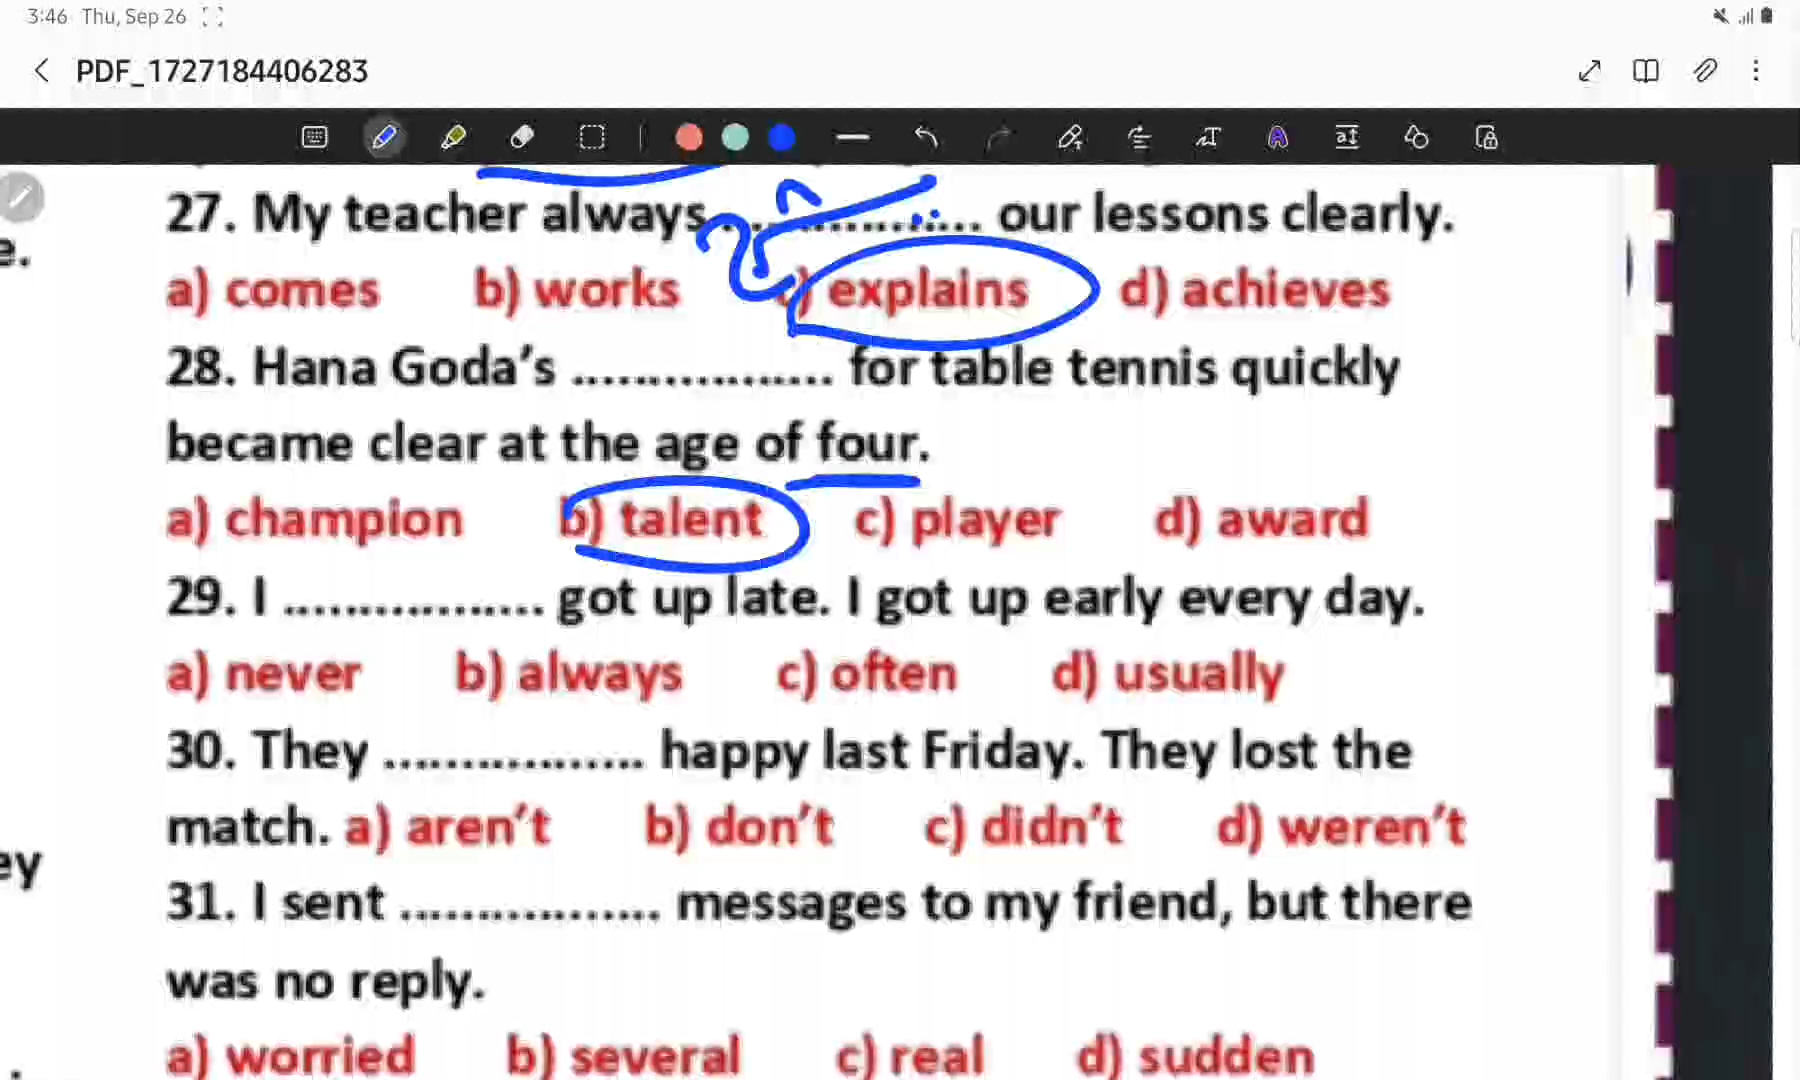 3:46 Thu, Sep 26
PDF_1727184406283
27. My teacher always .................. our lessons clearly.
e.
a) comes b) works c) explains d) achieves
28. Hana Goda's .................. for table tennis quickly
became clear at the age of four.
a) champion b) talent c) player d) award
29. I .................. got up late. I got up early every day.
a) never b) always c) often d) usually
30. They .................. happy last Friday. They lost the
match. a) aren't b) don't c) didn't d) weren't
ey
31. I sent .................. messages to my friend, but there
was no reply.
a) worried b) several c) real d) sudden